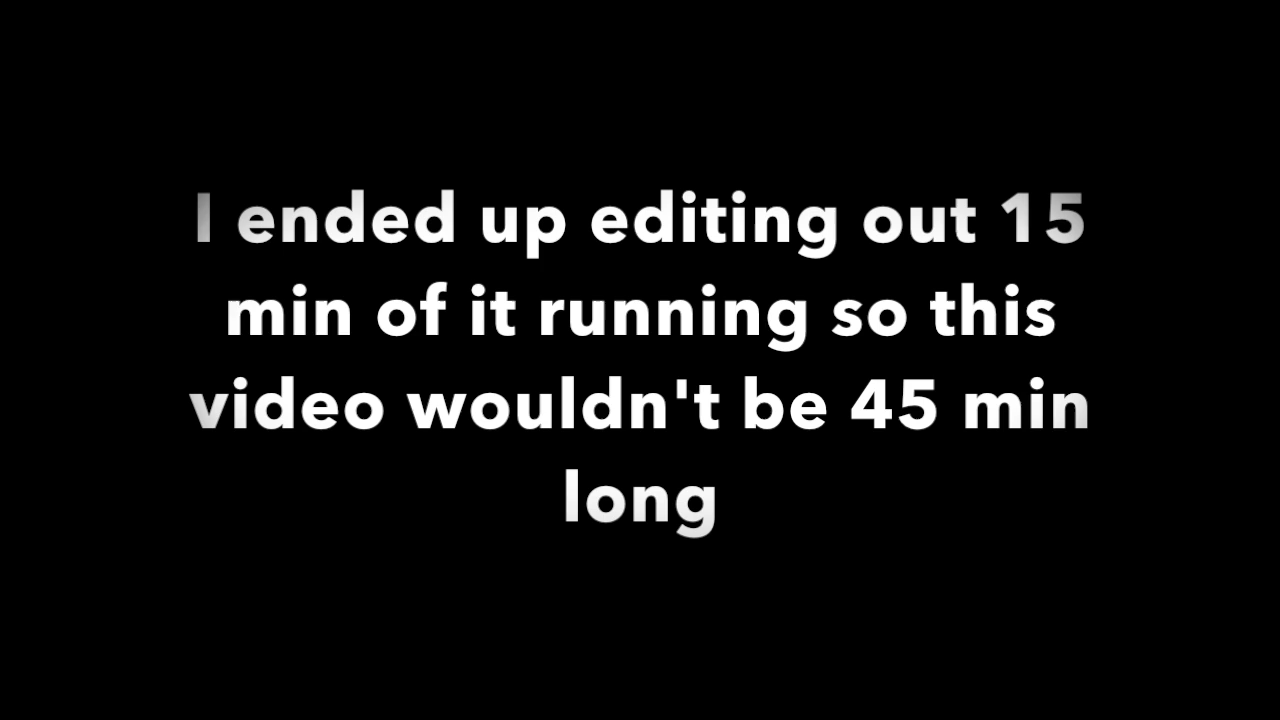 I ended up editing out 15
min of it running so this
video wouldn't be 45 min
long